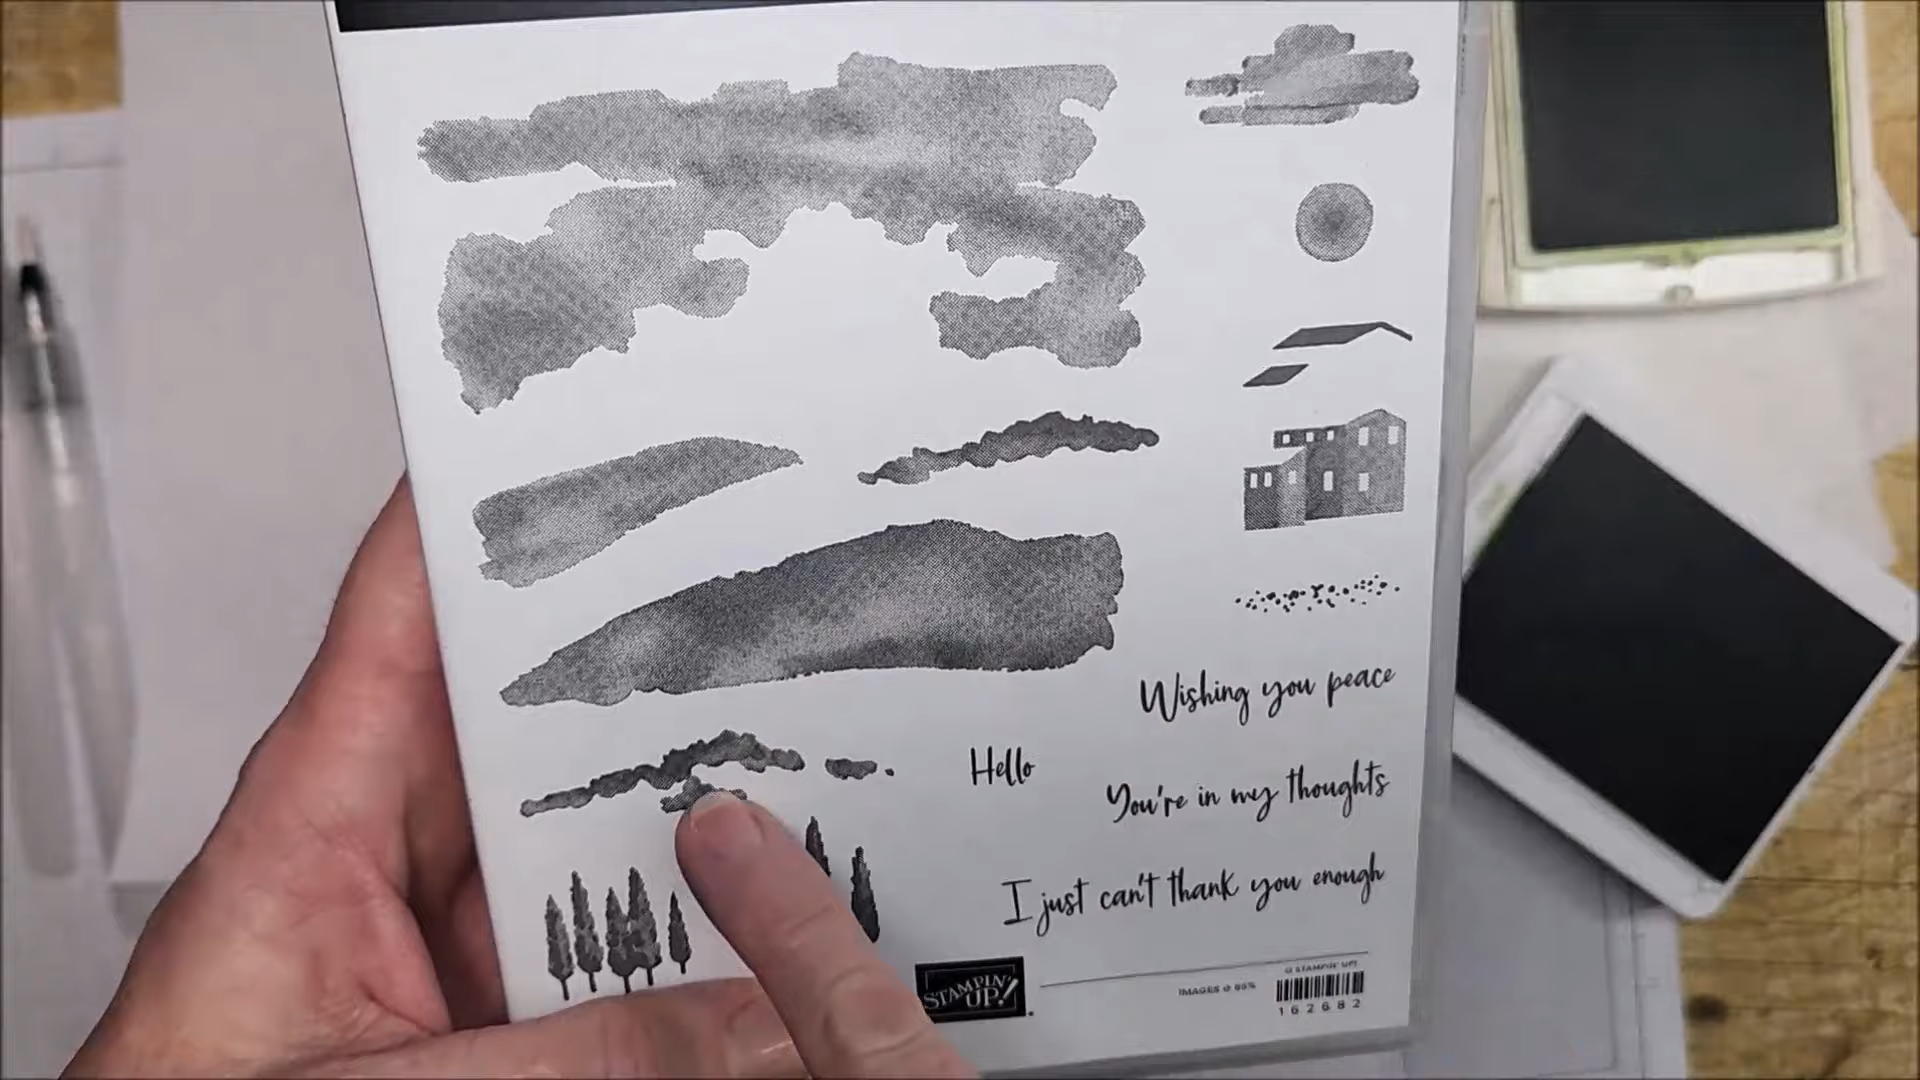 Wishing you peace
Hello
You're in my thoughts
I just can't thank you enough
STAMPIN' UP!
IMAGES @ 65%
© STAMPIN' UP!
162682